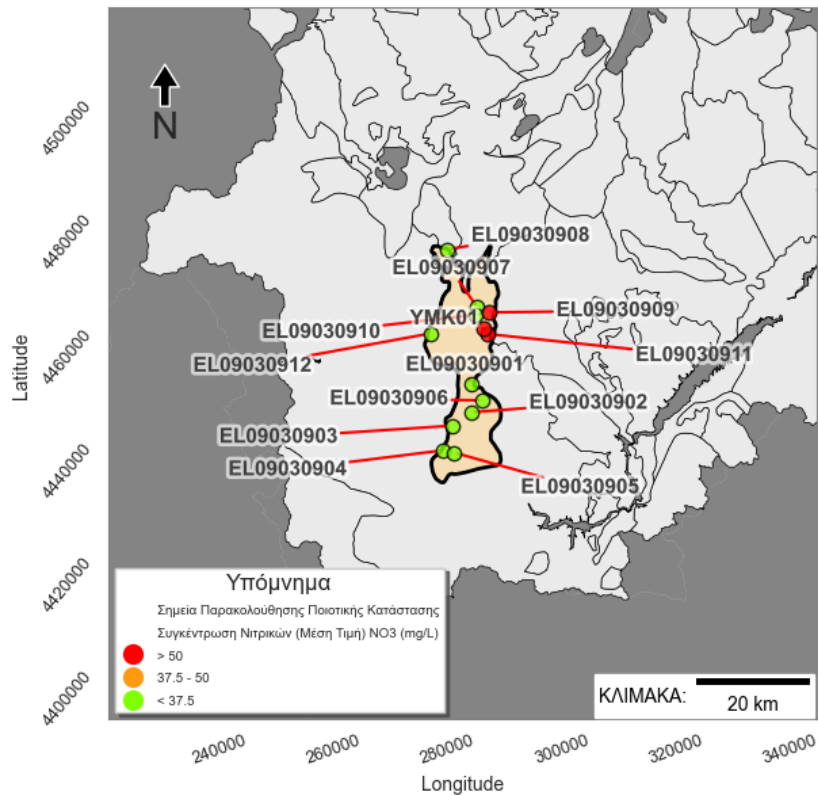 N
EL09030908
EL09030907
EL09030909
YMK01
EL09030910
EL09030911
EL09030912
EL09030901
EL09030906
EL09030902
EL09030903
EL09030904
EL09030905
4500000
4480000
4460000
4440000
4420000
4400000
Latitude
Υπόμνημα
Σημεία Παρακολούθησης Ποιοτικής Κατάστασης
Συγκέντρωση Νιτρικών (Μέση Τιμή) NO3 (mg/L)
> 50
37.5 - 50
< 37.5
ΚΛΙΜΑΚΑ:
20 km
240000
260000
280000
300000
320000
340000
Longitude